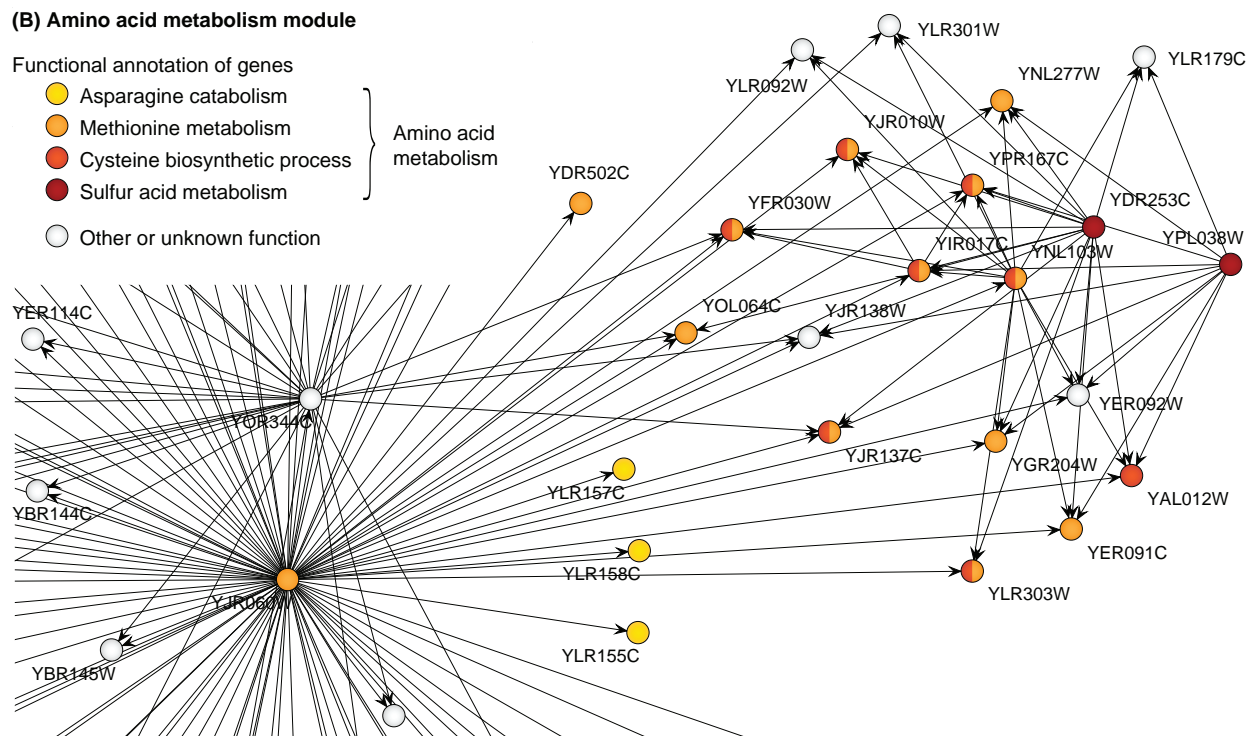 (B) Amino acid metabolism module
Functional annotation of genes
Asparagine catabolism
Methionine metabolism
Cysteine biosynthetic process
Sulfur acid metabolism
Amino acid
metabolism
Other or unknown function
YLR301W
YLR179C
YLR092W
YNL277W
YJR010W
YPR167C
YDR502C
YFR030W
YDR253C
YPL038W
YIR017C
YNL103W
YER114C
YOL064C
YJR138W
YOR344C
YER092W
YJR137C
YGR204W
YLR157C
YAL012W
YBR144C
YER091C
YLR158C
YLR303W
YJR060W
YBR145W
YLR155C